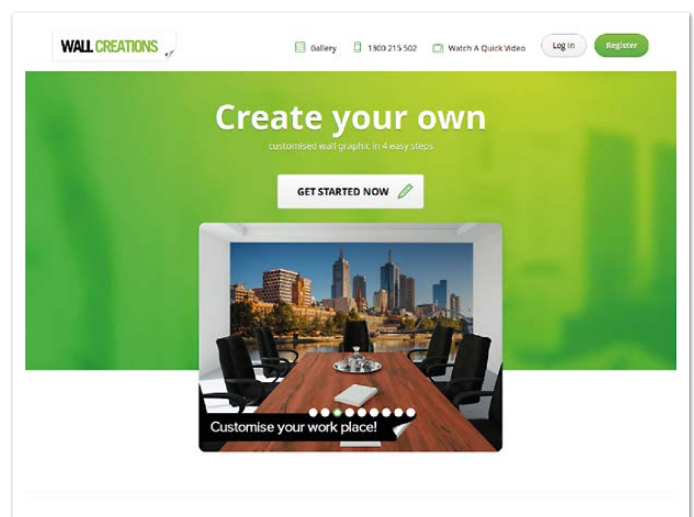 WALL CREATIONS
Gallery
1300 215 502
Watch A Quick Video
Log In
Register
Create your own
customised wall graphic in 4 easy steps
GET STARTED NOW
Customise your work place!